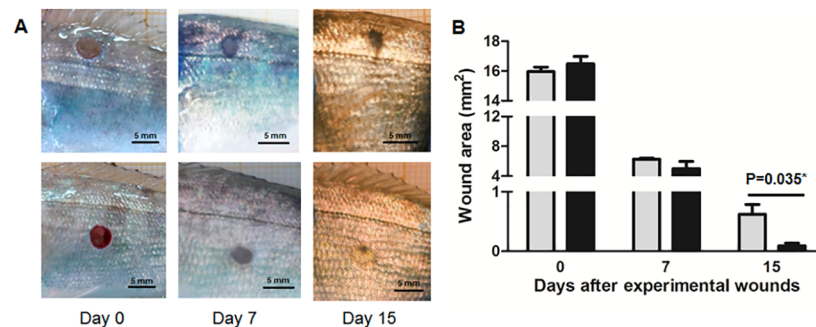 A
5 mm
5 mm
5 mm
5 mm
5 mm
5 mm
Day 0
Day 7
Day 15
B
Wound area (mm²)
18
16
14
12
8
4
1
0
P=0.035*
0
7
15
Days after experimental wounds